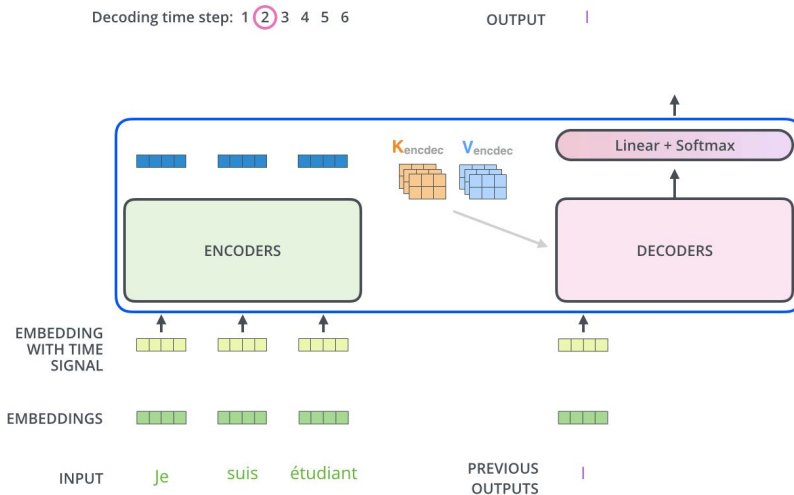 Decoding time step: 1 2 3 4 5 6
OUTPUT I
Kencdec Vencdec
Linear + Softmax
ENCODERS
DECODERS
EMBEDDING
WITH TIME
SIGNAL
EMBEDDINGS
INPUT Je suis étudiant
PREVIOUS
OUTPUTS
I